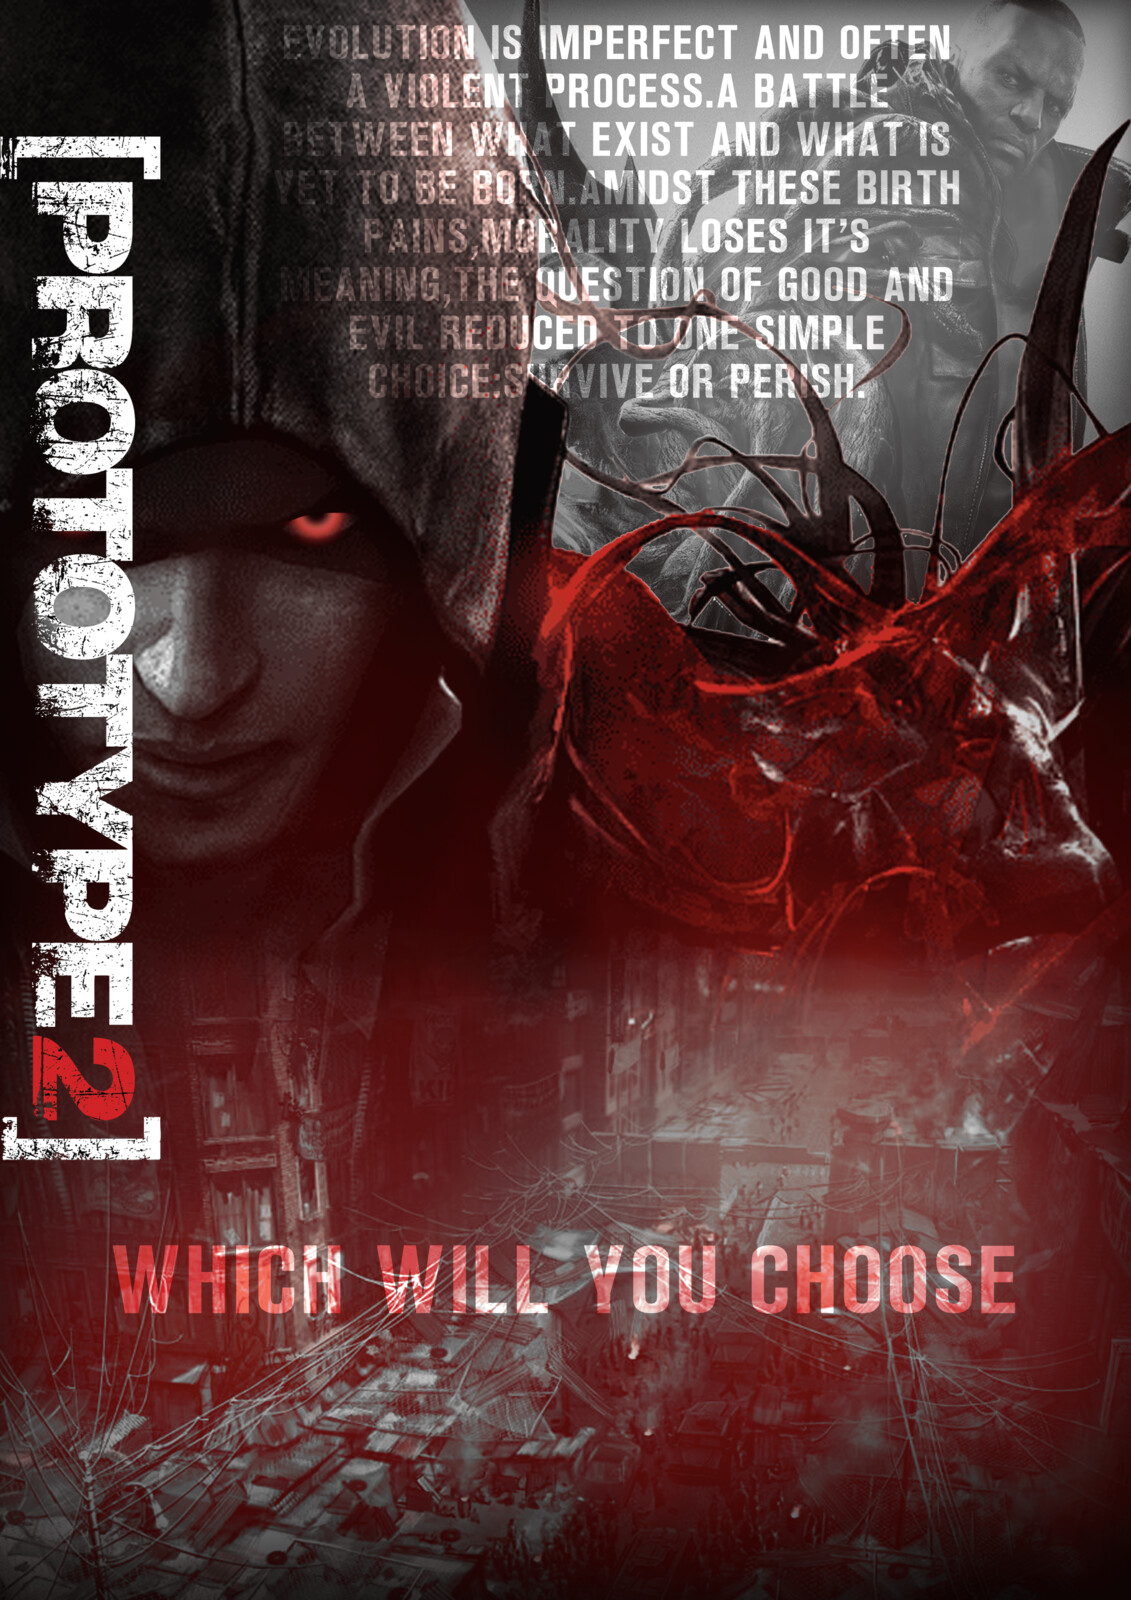 EVOLUTION IS IMPERFECT AND OFTEN
A VIOLENT PROCESS.A BATTLE
BETWEEN WHAT EXIST AND WHAT IS
YET TO BE BORN.AMIDST THESE BIRTH
PAINS,MORALITY LOSES IT'S
MEANING,THE QUESTION OF GOOD AND
EVIL REDUCED TO ONE SIMPLE
CHOICE:SURVIVE OR PERISH.
[PROTOTYPE2]
WHICH WILL YOU CHOOSE